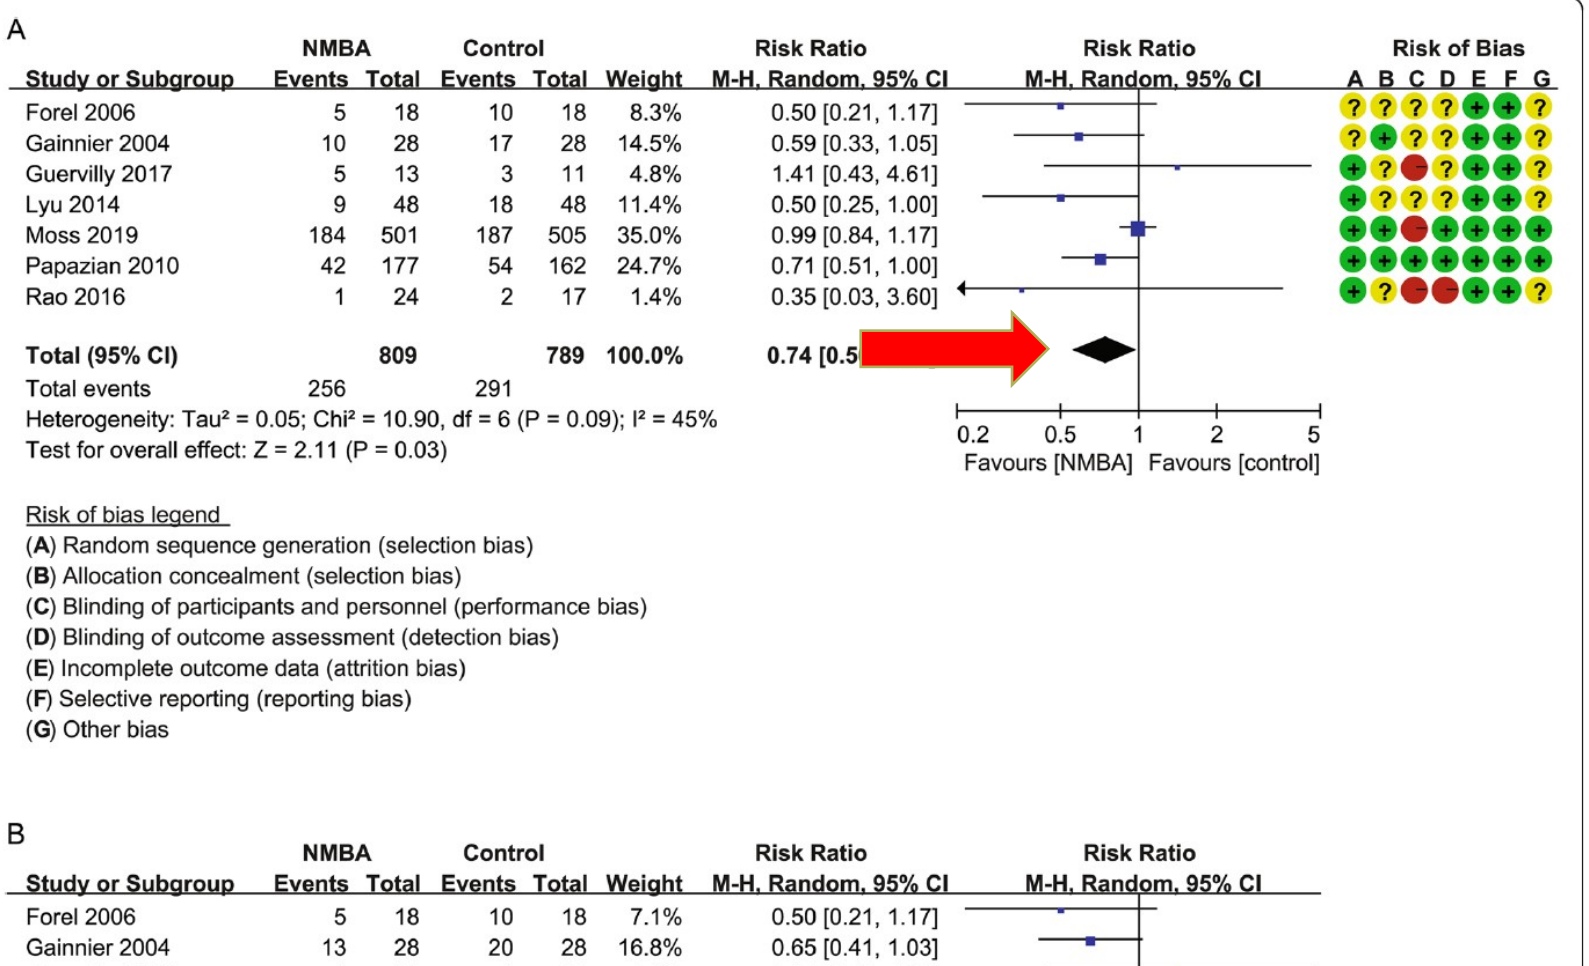 A
NMBA Control Risk Ratio Risk Ratio Risk of Bias
Study or Subgroup Events Total Events Total Weight M-H, Random, 95% CI M-H, Random, 95% CI A B C D E F G
Forel 2006 5 18 10 18 8.3% 0.50 [0.21, 1.17] ? ? ? ? + + ?
Gainnier 2004 10 28 17 28 14.5% 0.59 [0.33, 1.05] ? + ? ? + + ?
Guervilly 2017 5 13 3 11 4.8% 1.41 [0.43, 4.61] + ? - ? + + ?
Lyu 2014 9 48 18 48 11.4% 0.50 [0.25, 1.00] + ? ? ? + + ?
Moss 2019 184 501 187 505 35.0% 0.99 [0.84, 1.17] + + - + + + +
Papazian 2010 42 177 54 162 24.7% 0.71 [0.51, 1.00] + + + + + + +
Rao 2016 1 24 2 17 1.4% 0.35 [0.03, 3.60] + ? - - + + ?
Total (95% CI) 809 789 100.0% 0.74 [0.5
Total events 256 291
Heterogeneity: Tau² = 0.05; Chi² = 10.90, df = 6 (P = 0.09); I² = 45%
Test for overall effect: Z = 2.11 (P = 0.03)
0.2 0.5 1 2 5
Favours [NMBA] Favours [control]
Risk of bias legend
(A) Random sequence generation (selection bias)
(B) Allocation concealment (selection bias)
(C) Blinding of participants and personnel (performance bias)
(D) Blinding of outcome assessment (detection bias)
(E) Incomplete outcome data (attrition bias)
(F) Selective reporting (reporting bias)
(G) Other bias
B
NMBA Control Risk Ratio Risk Ratio
Study or Subgroup Events Total Events Total Weight M-H, Random, 95% CI M-H, Random, 95% CI
Forel 2006 5 18 10 18 7.1% 0.50 [0.21, 1.17]
Gainnier 2004 13 28 20 28 16.8% 0.65 [0.41, 1.03]